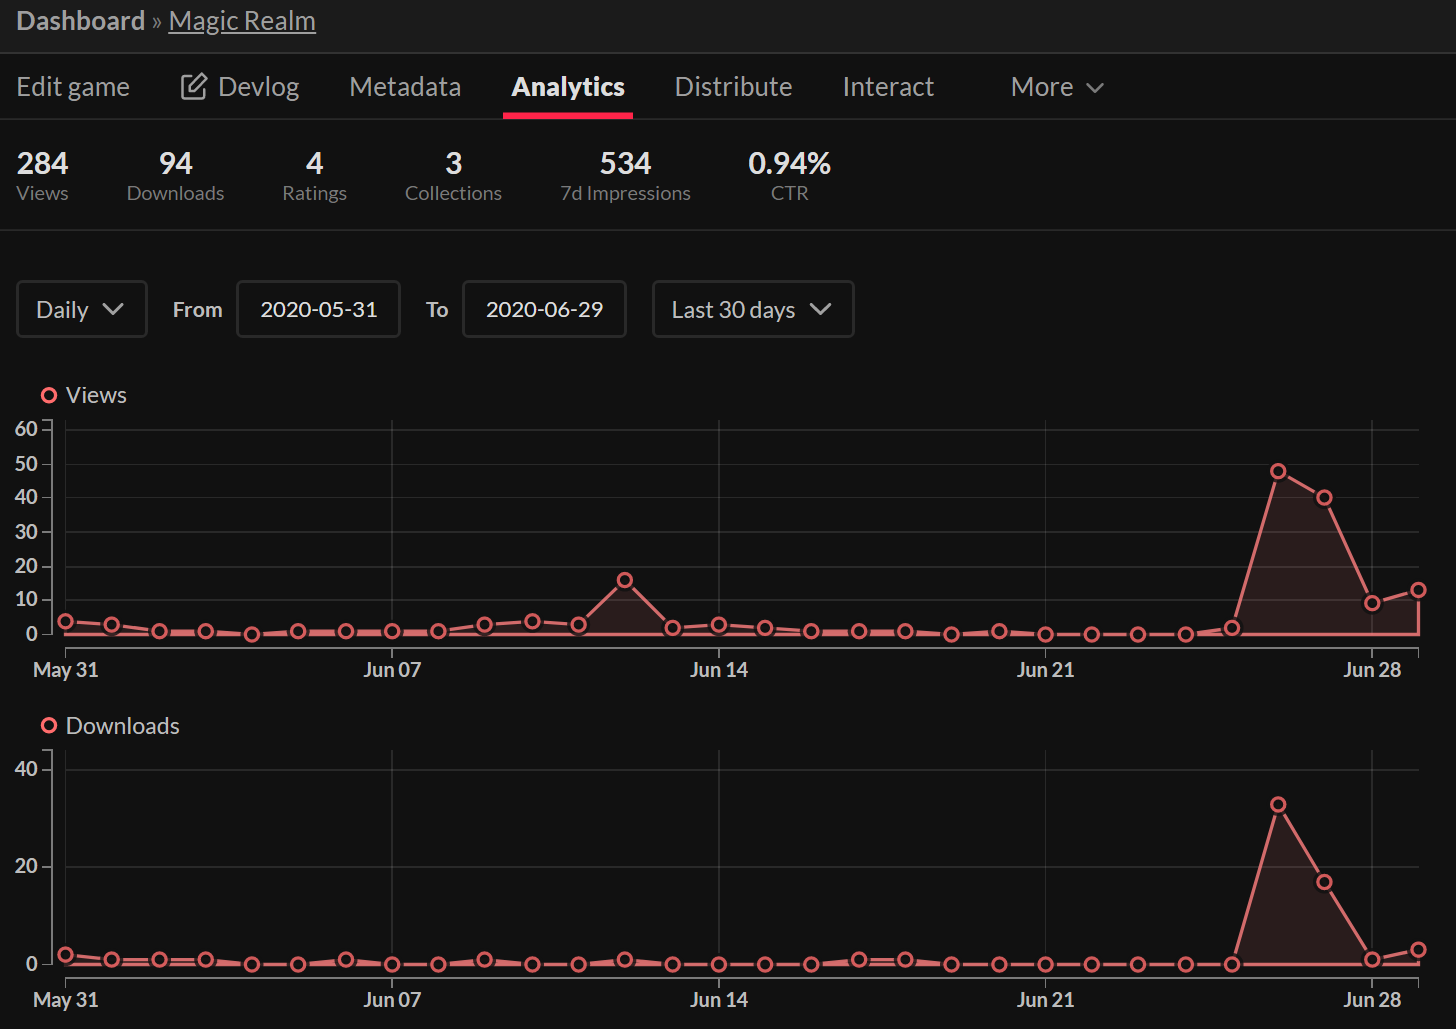 Dashboard » Magic Realm
Edit game Devlog Metadata Analytics Distribute Interact More
284 94 4 3 534 0.94%
Views Downloads Ratings Collections 7d Impressions CTR
Daily From 2020-05-31 To 2020-06-29 Last 30 days
Views
60
50
40
30
20
10
0
May 31 Jun 07 Jun 14 Jun 21 Jun 28
Downloads
40
20
0
May 31 Jun 07 Jun 14 Jun 21 Jun 28